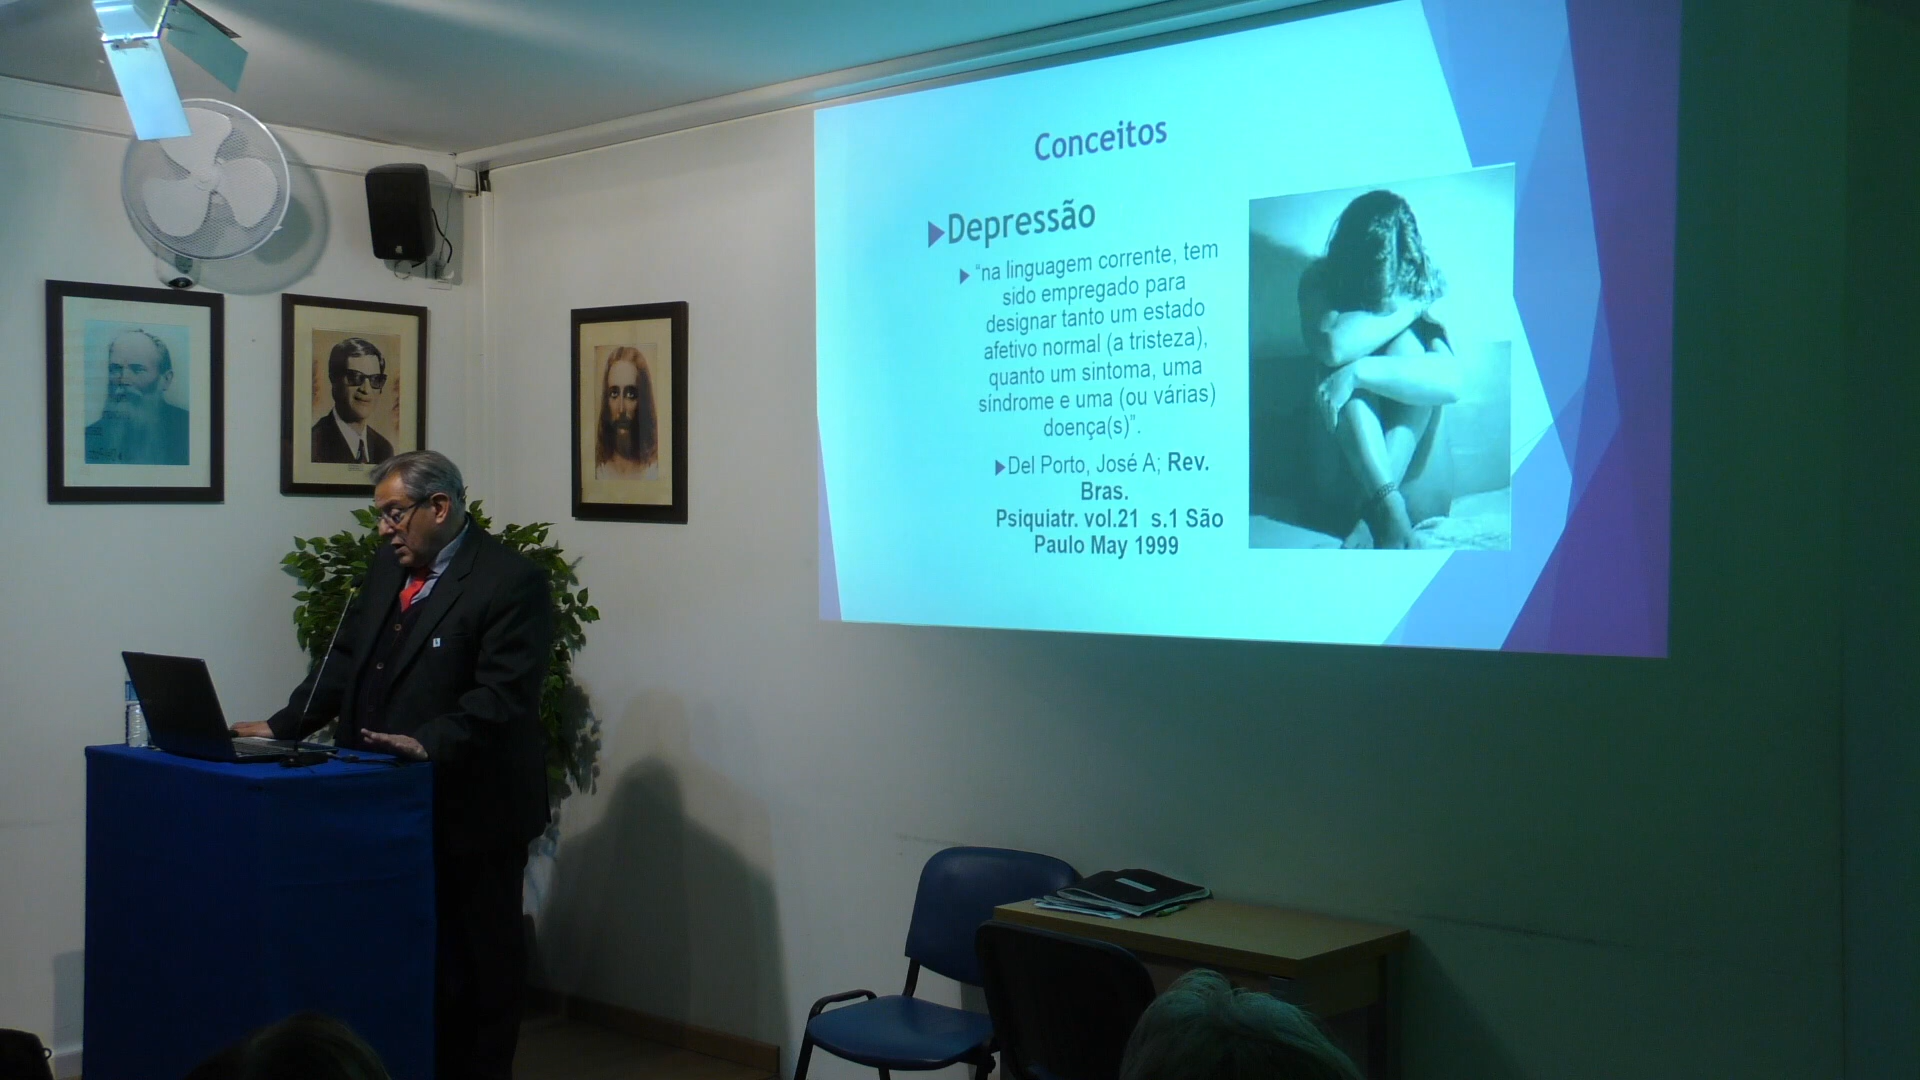 Conceitos
Depressão
"na linguagem corrente, tem
sido empregado para
designar tanto um estado
afetivo normal (a tristeza),
quanto um sintoma, uma
síndrome e uma (ou várias)
doença(s)".
Del Porto, José A; Rev.
Bras.
Psiquiatr. vol.21 s.1 São
Paulo May 1999